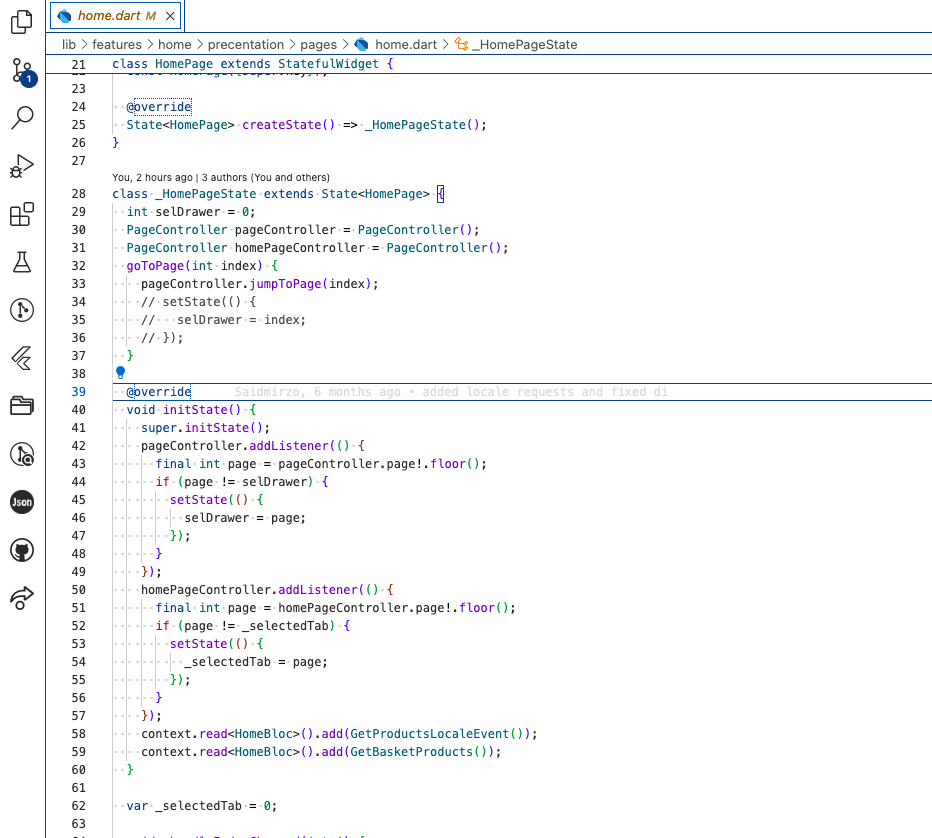 home.dart M
lib > features > home > precentation > pages > home.dart > _HomePageState
1
Json
21 class HomePage extends StatefulWidget {
23
24 @override
25 State<HomePage> createState() => _HomePageState();
26 }
27
You, 2 hours ago | 3 authors (You and others)
28 class _HomePageState extends State<HomePage> {
29 int selDrawer = 0;
30 PageController pageController = PageController();
31 PageController homePageController = PageController();
32 goToPage(int index) {
33 pageController.jumpToPage(index);
34 // setState(() {
35 //   selDrawer = index;
36 // });
37 }
38
39 @override Saidmirzo, 6 months ago • added locale requests and fixed di
40 void initState() {
41 super.initState();
42 pageController.addListener(() {
43 final int page = pageController.page!.floor();
44 if (page != selDrawer) {
45 setState(() {
46 selDrawer = page;
47 });
48 }
49 });
50 homePageController.addListener(() {
51 final int page = homePageController.page!.floor();
52 if (page != _selectedTab) {
53 setState(() {
54 _selectedTab = page;
55 });
56 }
57 });
58 context.read<HomeBloc>().add(GetProductsLocaleEvent());
59 context.read<HomeBloc>().add(GetBasketProducts());
60 }
61
62 var _selectedTab = 0;
63